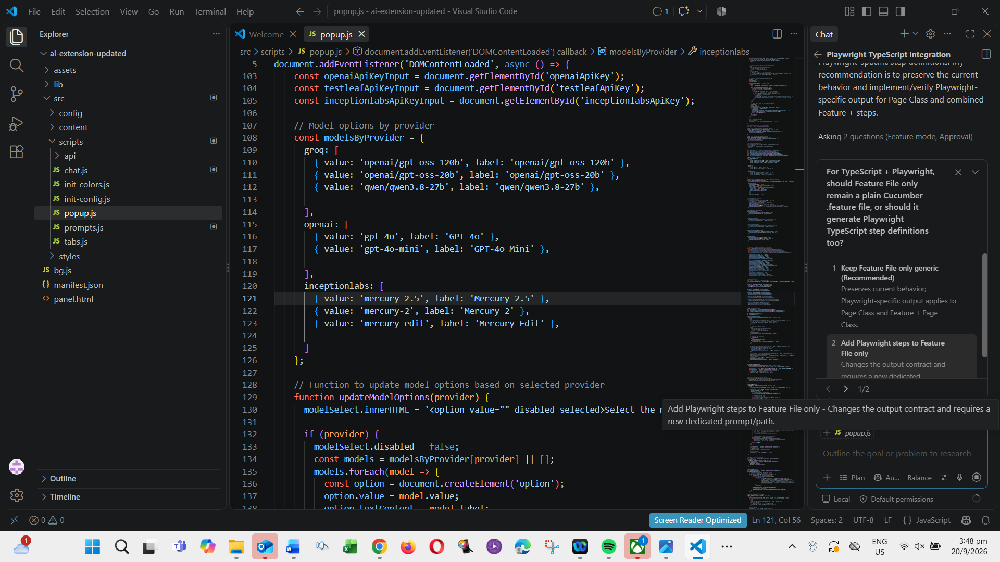 File Edit Selection View Go Run Terminal Help
popup.js - ai-extension-updated - Visual Studio Code
1
Explorer
ai-extension-updated
assets
lib
src
config
content
scripts
api
JS chat.js
JS init-colors.js
JS init-config.js
JS popup.js
JS prompts.js
JS tabs.js
styles
JS bg.js
{} manifest.json
<> panel.html
Outline
Timeline
Welcome
JS popup.js
src > scripts > JS popup.js > document.addEventListener('DOMContentLoaded') callback > modelsByProvider > inceptionlabs
5 document.addEventListener('DOMContentLoaded', async () => {
103 const openaiApiKeyInput = document.getElementById('openaiApiKey');
104 const testleafApiKeyInput = document.getElementById('testleafApiKey');
105 const inceptionlabsApiKeyInput = document.getElementById('inceptionlabsApiKey');
106
107 // Model options by provider
108 const modelsByProvider = {
109 groq: [
110 { value: 'openai/gpt-oss-120b', label: 'openai/gpt-oss-120b' },
111 { value: 'openai/gpt-oss-20b', label: 'openai/gpt-oss-20b' },
112 { value: 'qwen/qwen3.8-27b', label: 'qwen/qwen3.8-27b' },
113
114 ],
115 openai: [
116 { value: 'gpt-4o', label: 'GPT-4o' },
117 { value: 'gpt-4o-mini', label: 'GPT-4o Mini' },
118
119 ],
120 inceptionlabs: [
121 { value: 'mercury-2.5', label: 'Mercury 2.5' },
122 { value: 'mercury-2', label: 'Mercury 2' },
123 { value: 'mercury-edit', label: 'Mercury Edit' },
124
125 ]
126 };
127
128 // Function to update model options based on selected provider
129 function updateModelOptions(provider) {
130 modelSelect.innerHTML = '<option value="" disabled selected>Select the
131
132 if (provider) {
133 modelSelect.disabled = false;
134 const models = modelsByProvider[provider] || [];
135 models.forEach(model => {
136 const option = document.createElement('option');
137 option.value = model.value;
138 option.textContent = model.label;
Chat
Playwright TypeScript integration
Playwright-specific step definitions. My
recommendation is to preserve the current
behavior and implement/verify Playwright-
specific output for Page Class and combined
Feature + steps.
Asking 2 questions (Feature mode, Approval)
For TypeScript + Playwright,
should Feature File only
remain a plain Cucumber
.feature file, or should it
generate Playwright
TypeScript step definitions
too?
1 Keep Feature File only generic
(Recommended)
Preserves current behavior;
Playwright-specific output applies to
Page Class and Feature + Page
Class.
2 Add Playwright steps to Feature
File only
Changes the output contract and
requires a new dedicated
1/2
Add Playwright steps to Feature File only - Changes the output contract and requires a
new dedicated prompt/path.
JS popup.js
Outline the goal or problem to research
Plan Au... Balance
Local Default permissions
0 0
Screen Reader Optimized Ln 121, Col 56 Spaces: 2 UTF-8 LF {} JavaScript
1
1
ENG
US
3:48 pm
20/9/2026